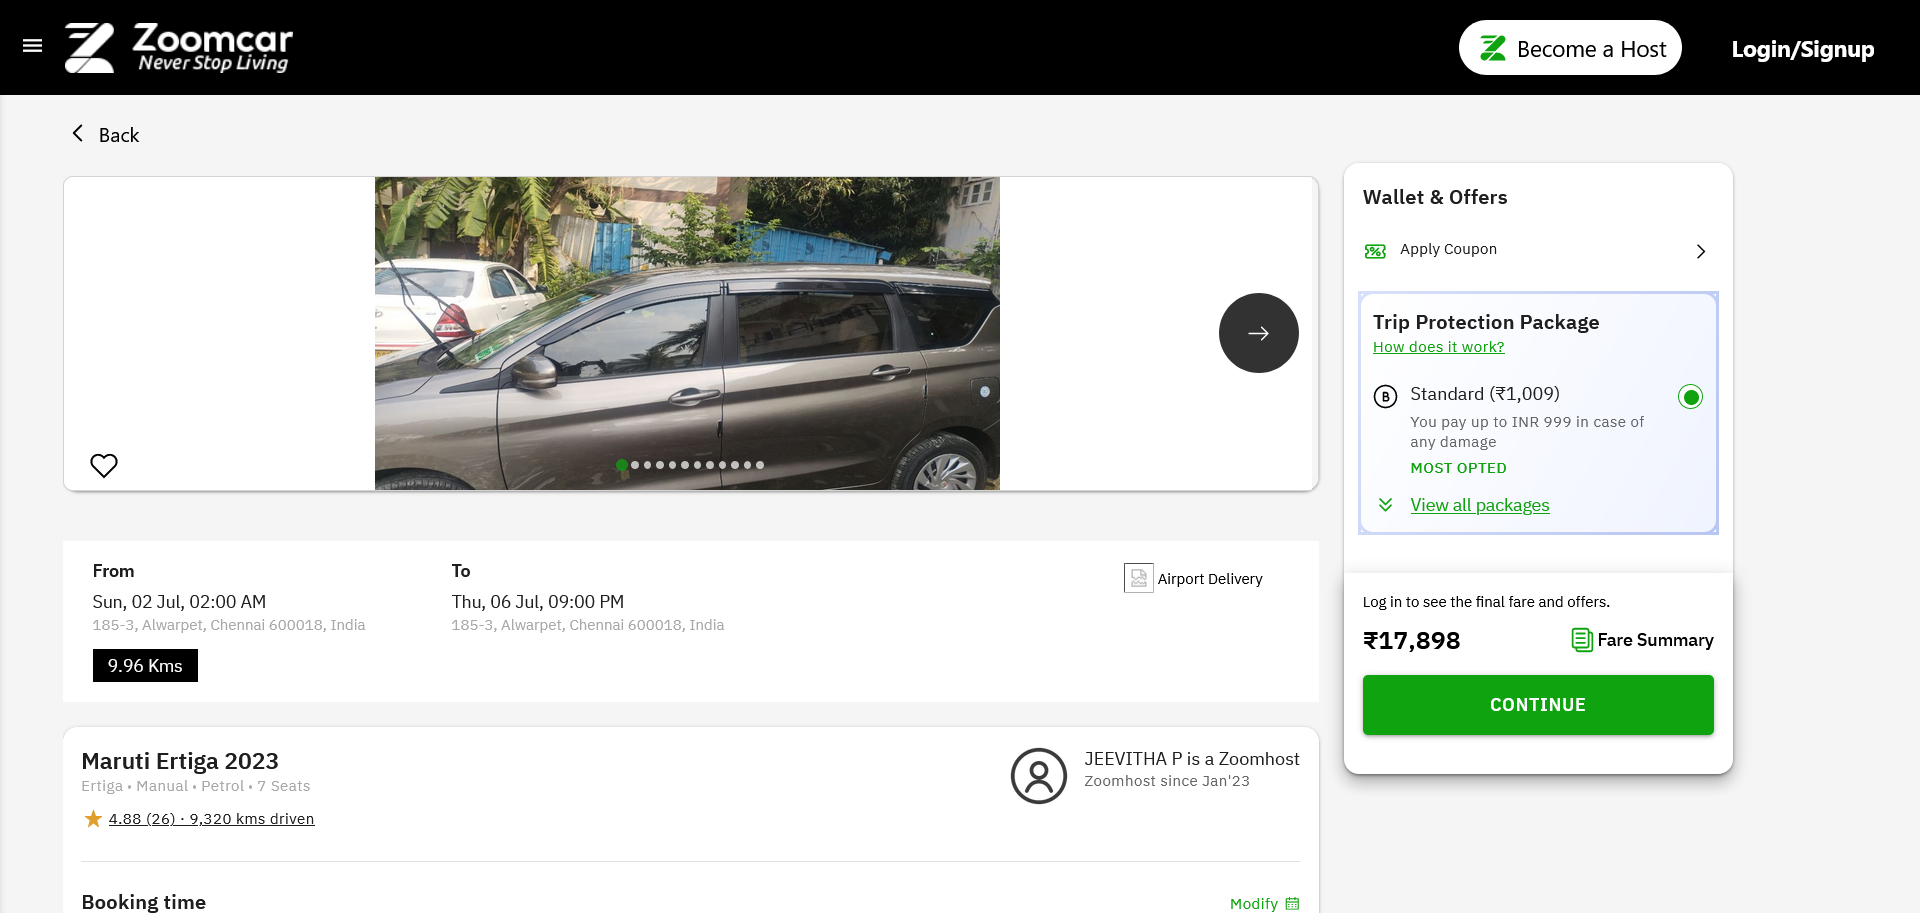 Zoomcar
Never Stop Living
Become a Host
Login/Signup
Back
Wallet & Offers
Apply Coupon
Trip Protection Package
How does it work?
B
Standard (₹1,009)
You pay up to INR 999 in case of
any damage
MOST OPTED
View all packages
From
Sun, 02 Jul, 02:00 AM
185-3, Alwarpet, Chennai 600018, India
9.96 Kms
To
Thu, 06 Jul, 09:00 PM
185-3, Alwarpet, Chennai 600018, India
Airport Delivery
Log in to see the final fare and offers.
₹17,898
Fare Summary
CONTINUE
Maruti Ertiga 2023
Ertiga • Manual • Petrol • 7 Seats
4.88 (26) · 9,320 kms driven
JEEVITHA P is a Zoomhost
Zoomhost since Jan'23
Booking time
Modify